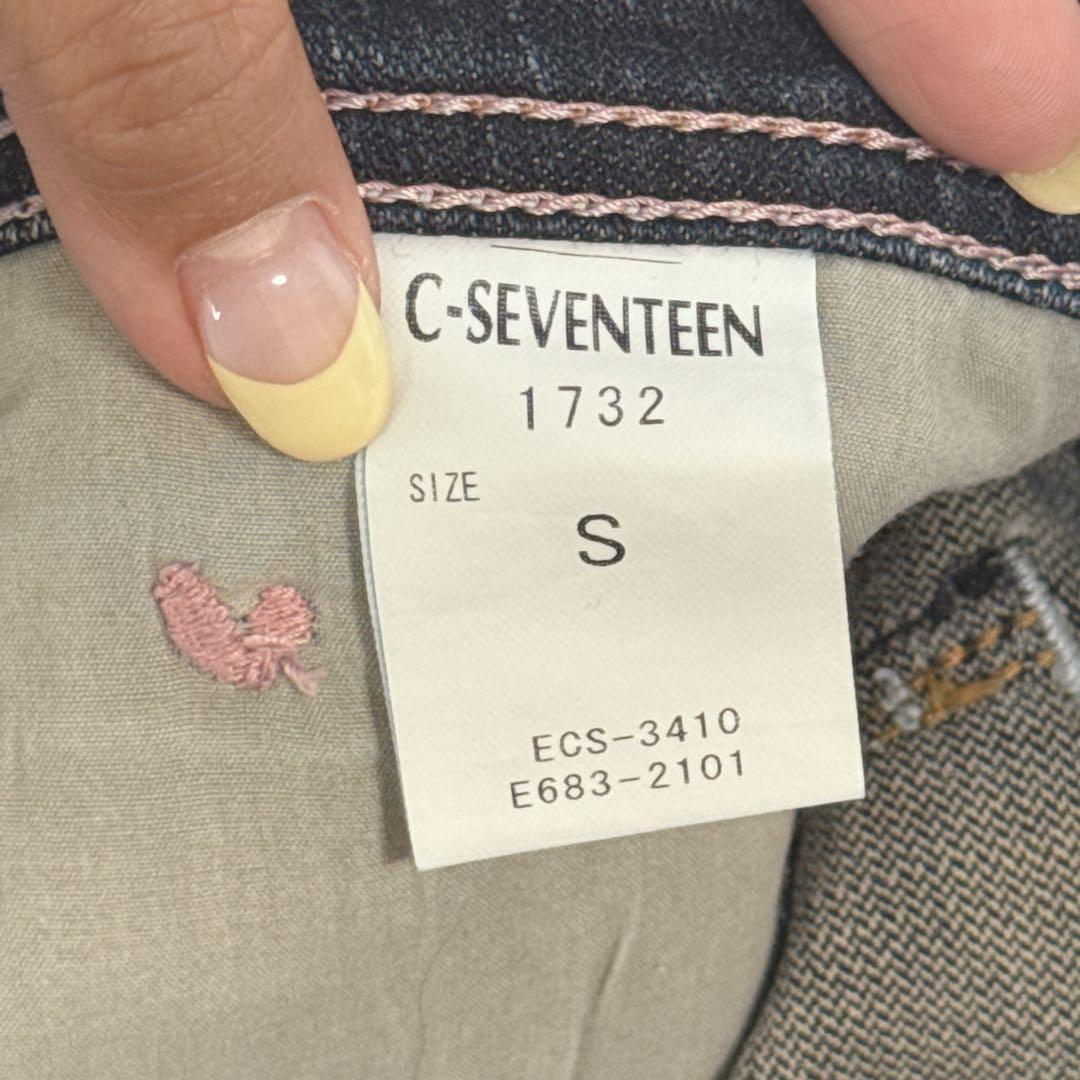 C-SEVENTEEN
1732
SIZE
S
ECS-3410
E683-2101